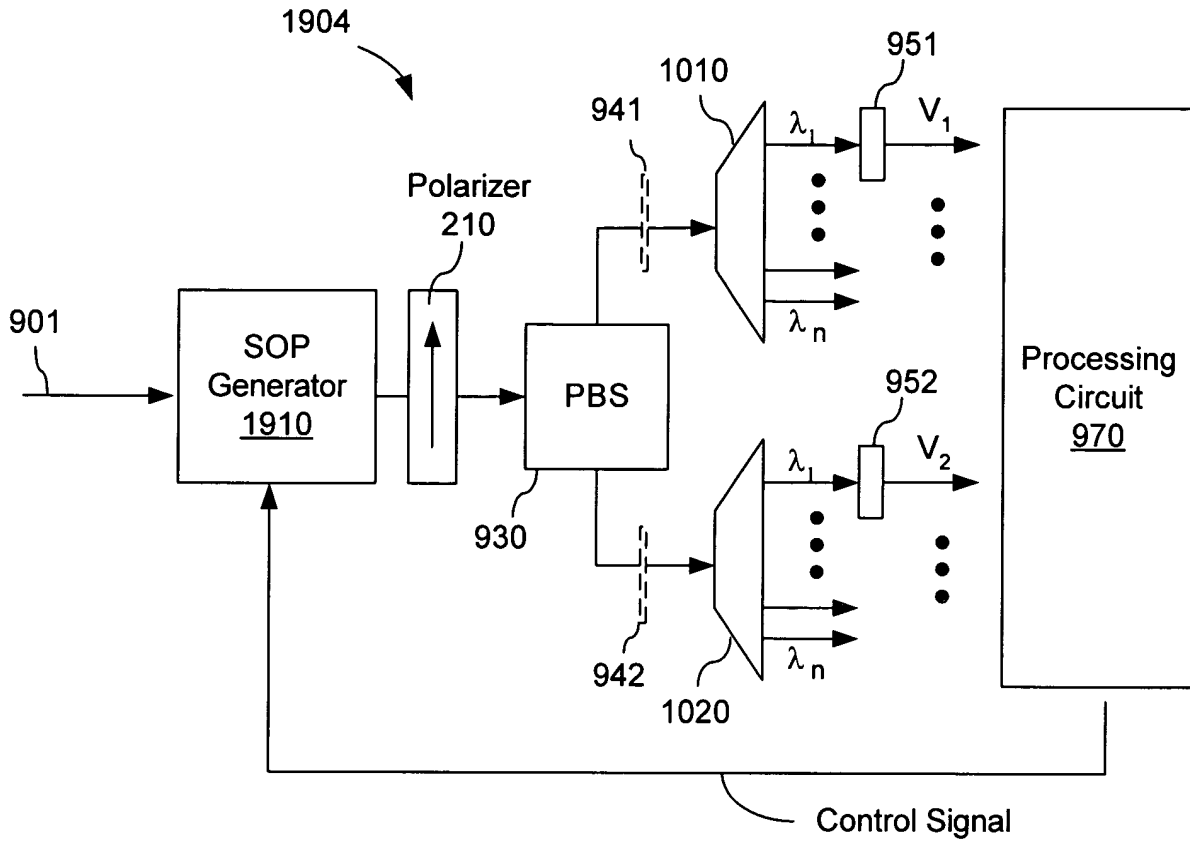 1904
951
1010
941
λ1
V1
Polarizer
210
λn
901
SOP
Generator
1910
PBS
Processing
Circuit
970
952
λ1
V2
930
942
λn
1020
Control Signal